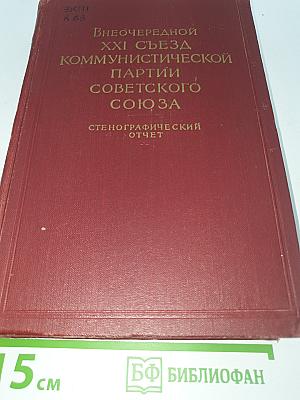 Внеочередной
XXI съезд
коммунистической
партии
советского
союза
стенографический
отчет
15 см
БФ БИБЛИОФАН